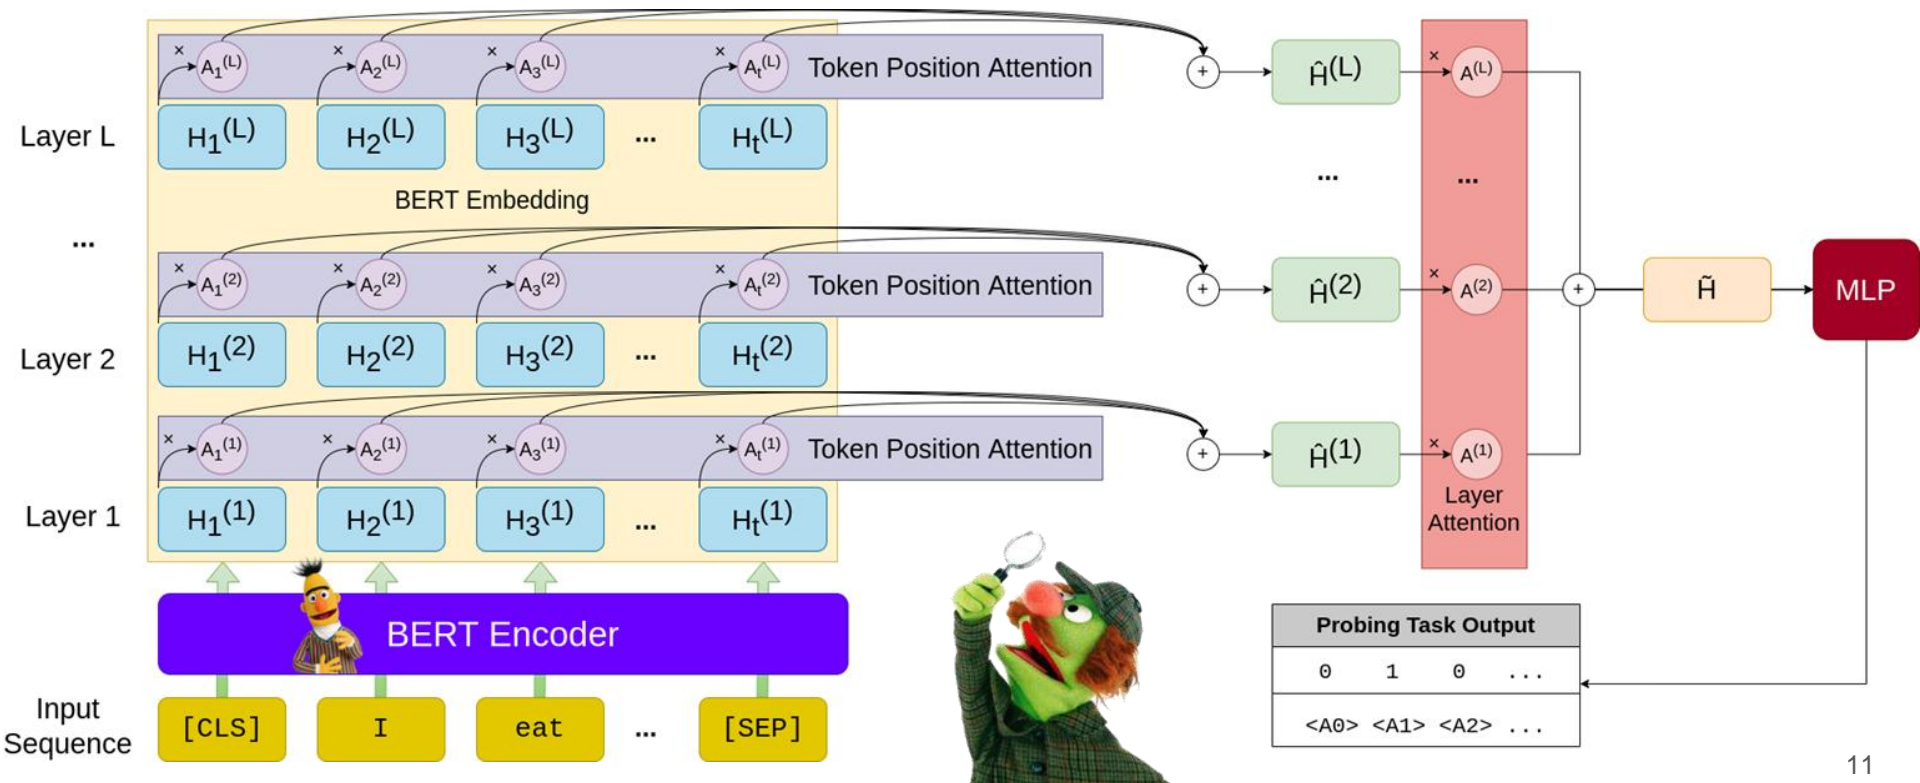 × A₁⁽ᴸ⁾ × A₂⁽ᴸ⁾ × A₃⁽ᴸ⁾ × Aₜ⁽ᴸ⁾ Token Position Attention + Ĥ(L) × A⁽ᴸ⁾
Layer L H₁(L) H₂(L) H₃(L) ... Hₜ(L)
... ...
BERT Embedding
...
× A₁⁽²⁾ × A₂⁽²⁾ × A₃⁽²⁾ × Aₜ⁽²⁾ Token Position Attention + Ĥ(2) × A⁽²⁾ + H̃ MLP
Layer 2 H₁(2) H₂(2) H₃(2) ... Hₜ(2)
× A₁⁽¹⁾ × A₂⁽¹⁾ × A₃⁽¹⁾ × Aₜ⁽¹⁾ Token Position Attention + Ĥ(1) × A⁽¹⁾
Layer 1 H₁(1) H₂(1) H₃(1) ... Hₜ(1)
Layer
Attention
BERT Encoder
Input
Sequence
[CLS] I eat ... [SEP]
Probing Task Output
0 1 0 ...
<A0> <A1> <A2> ...
11